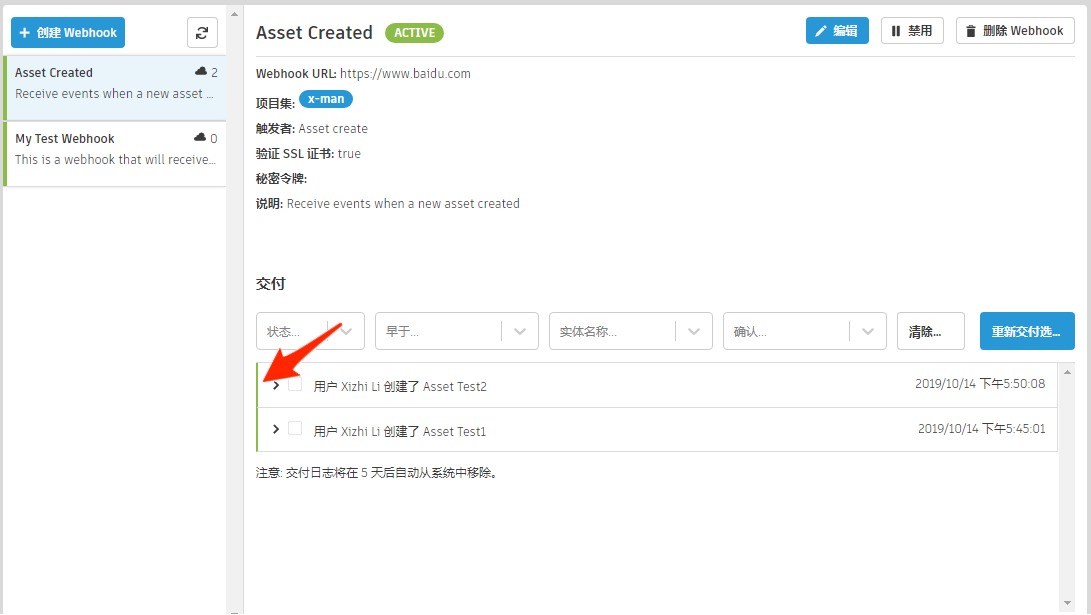 创建 Webhook
Asset Created 2
Receive events when a new asset ...
My Test Webhook 0
This is a webhook that will receive...
Asset Created ACTIVE
编辑 禁用 删除 Webhook
Webhook URL: https://www.baidu.com
项目集: x-man
触发者: Asset create
验证 SSL 证书: true
秘密令牌:
说明: Receive events when a new asset created
交付
状态... 早于... 实体名称... 确认... 清除... 重新交付选...
用户 Xizhi Li 创建了 Asset Test2 2019/10/14 下午5:50:08
用户 Xizhi Li 创建了 Asset Test1 2019/10/14 下午5:45:01
注意: 交付日志将在 5 天后自动从系统中移除。